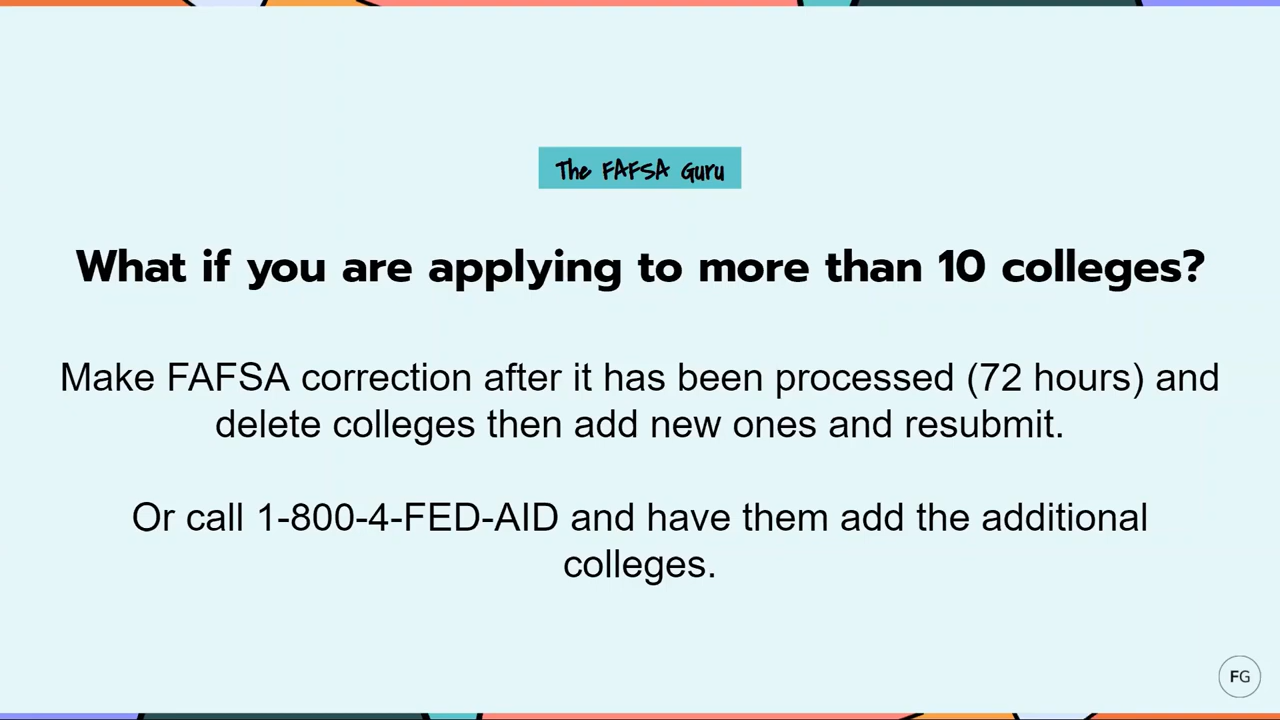 The FAFSA Guru
What if you are applying to more than 10 colleges?
Make FAFSA correction after it has been processed (72 hours) and
delete colleges then add new ones and resubmit.
Or call 1-800-4-FED-AID and have them add the additional
colleges.
FG